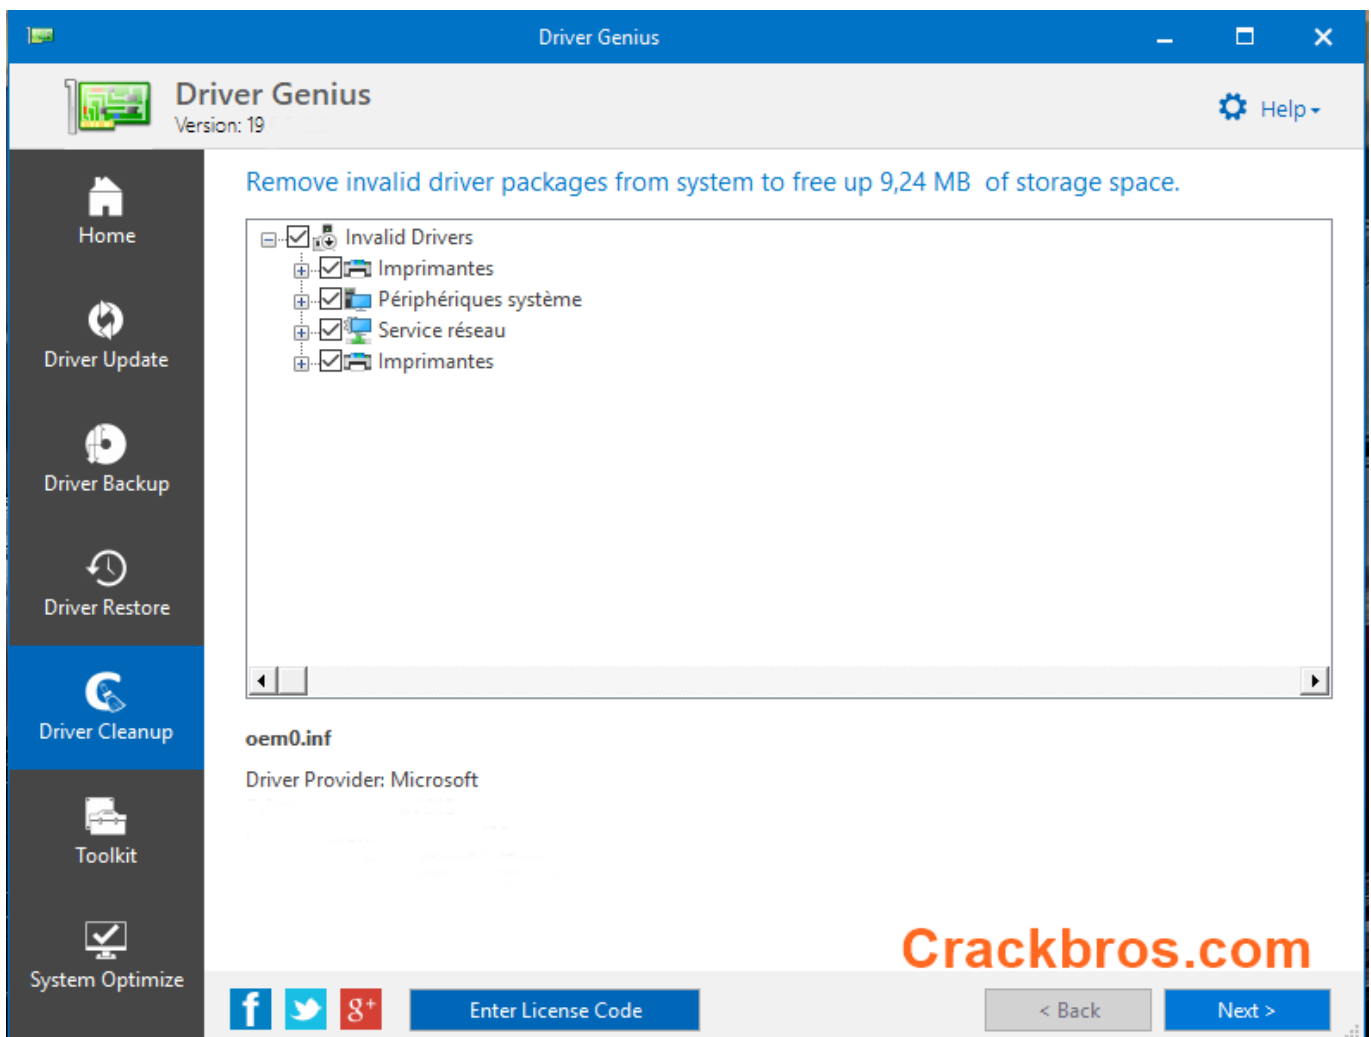 Driver Genius
Driver Genius
Version: 19
Help
Home
Driver Update
Driver Backup
Driver Restore
Driver Cleanup
Toolkit
System Optimize
Remove invalid driver packages from system to free up 9,24 MB of storage space.
Invalid Drivers
Imprimantes
Périphériques système
Service réseau
Imprimantes
oem0.inf
Driver Provider: Microsoft
Crackbros.com
f
g+
Enter License Code
< Back
Next >